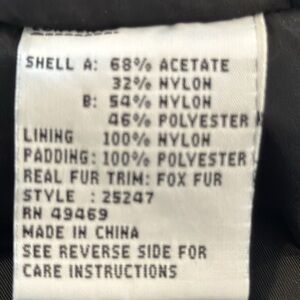 SHELL A: 68% ACETATE
32% NYLON
B: 54% NYLON
46% POLYESTER
LINING 100% NYLON
PADDING: 100% POLYESTER
REAL FUR TRIM: FOX FUR
STYLE : 25247
RN 49469
MADE IN CHINA
SEE REVERSE SIDE FOR
CARE INSTRUCTIONS